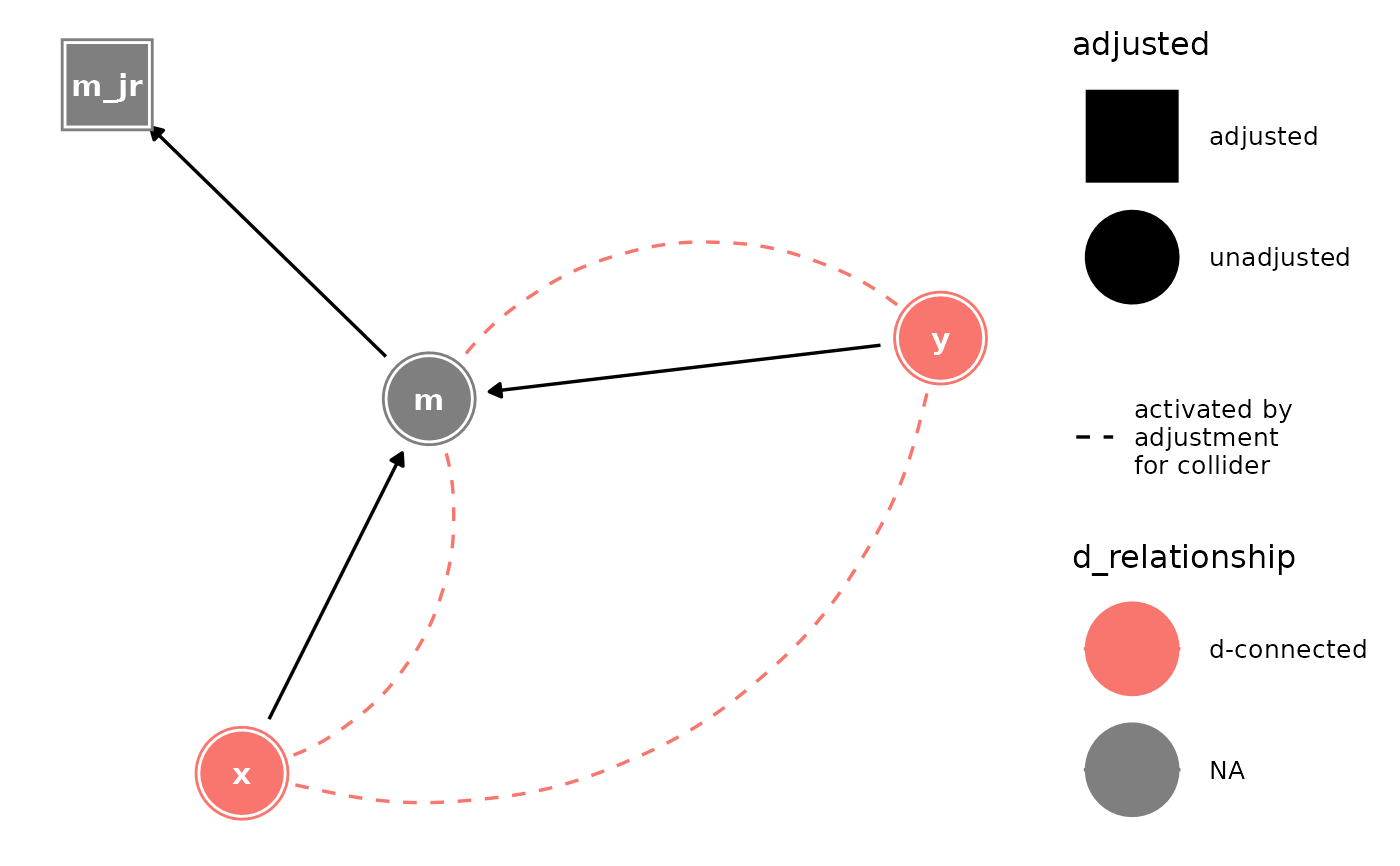 m_jr
m
y
x
adjusted
adjusted
unadjusted
activated by
adjustment
for collider
d_relationship
d-connected
NA